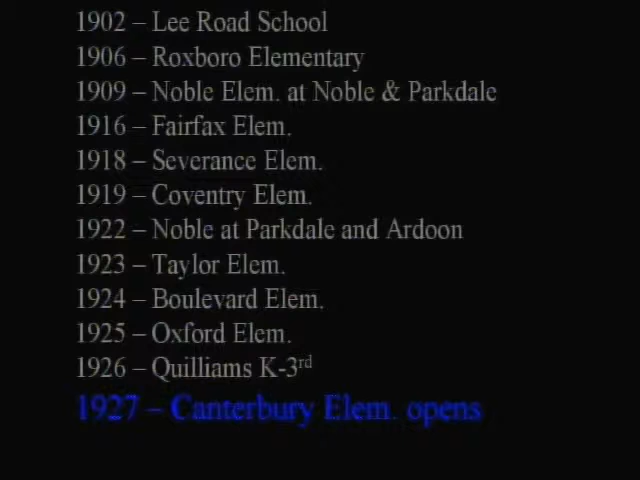 1902 – Lee Road School
1906 – Roxboro Elementary
1909 – Noble Elem. at Noble & Parkdale
1916 – Fairfax Elem.
1918 – Severance Elem.
1919 – Coventry Elem.
1922 – Noble at Parkdale and Ardoon
1923 – Taylor Elem.
1924 – Boulevard Elem.
1925 – Oxford Elem.
1926 – Quilliams K-3rd
1927 – Canterbury Elem. opens